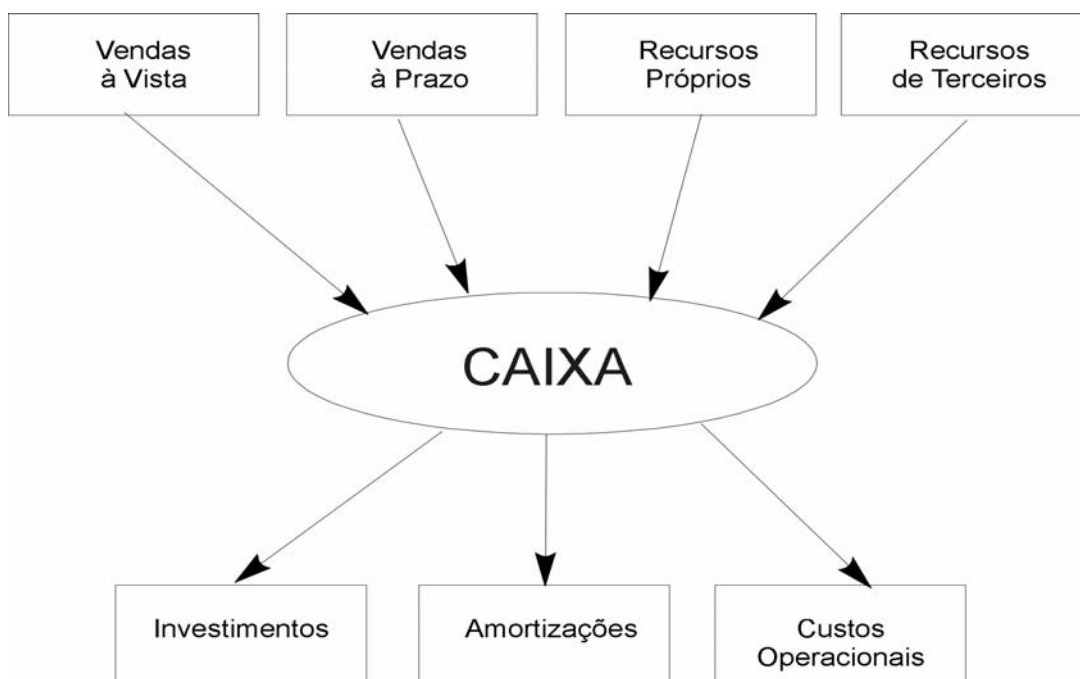 Vendas
à Vista
Vendas
à Prazo
Recursos
Próprios
Recursos
de Terceiros
CAIXA
Investimentos
Amortizações
Custos
Operacionais